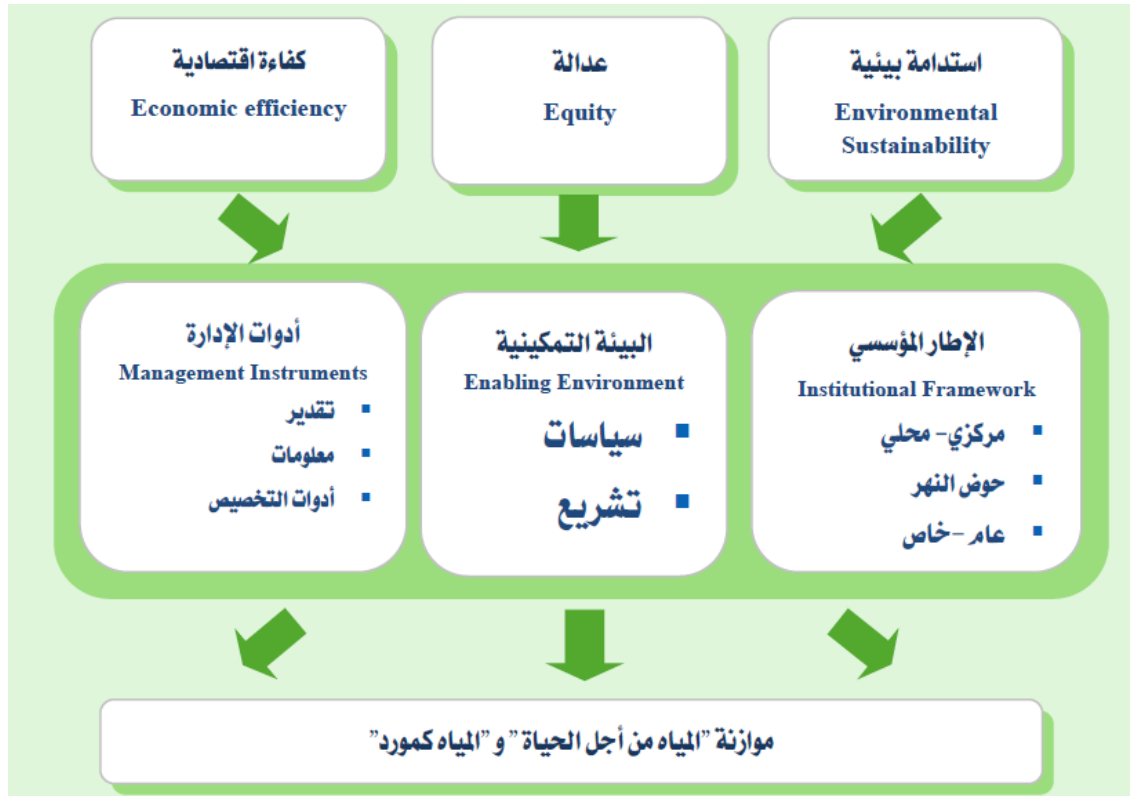 استدامة بيئية
Environmental
Sustainability
عدالة
Equity
كفاءة اقتصادية
Economic efficiency
الإطار المؤسسي
Institutional Framework
▪ مركزي- محلي
▪ حوض النهر
▪ عام -خاص
البيئة التمكينية
Enabling Environment
▪ سياسات
▪ تشريع
أدوات الإدارة
Management Instruments
▪ تقدير
▪ معلومات
▪ أدوات التخصيص
موازنة "المياه من أجل الحياة" و "المياه كمورد"